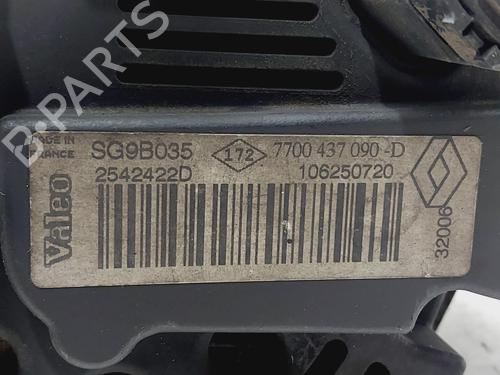 B-PARTS
MADE IN
FRANCE
Valeo
SG9B035
172
7700 437 090 -D
2542422D
106250720
32006